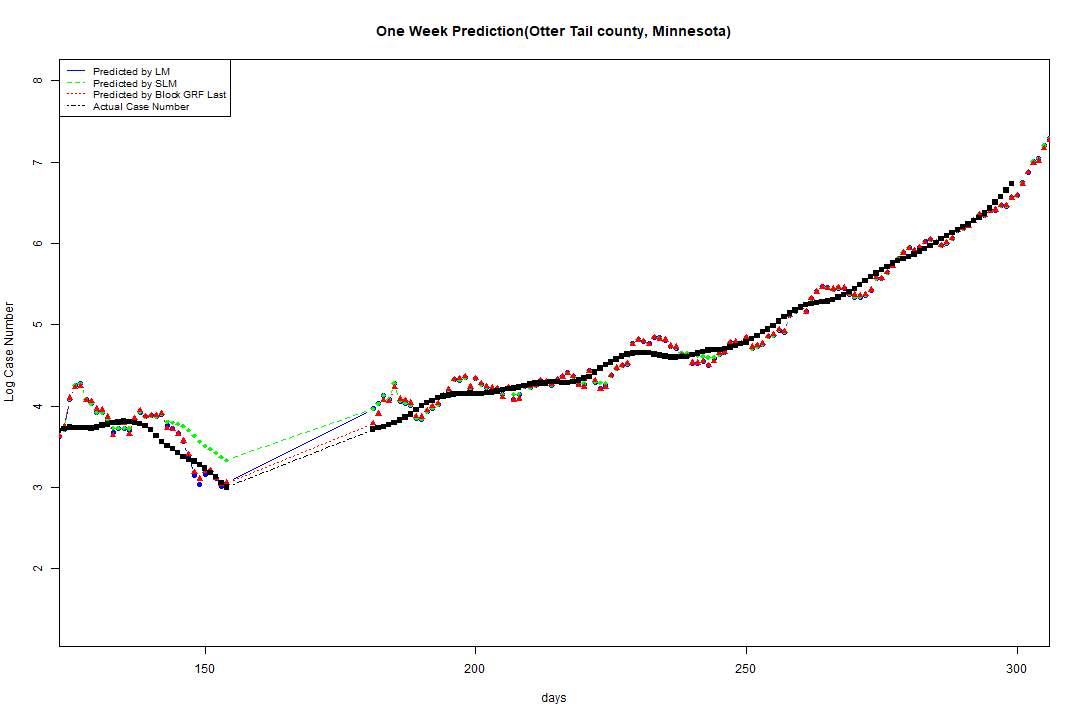 One Week Prediction(Otter Tail county, Minnesota)
Predicted by LM
Predicted by SLM
Predicted by Block GRF Last
Actual Case Number
Log Case Number
8
7
6
5
4
3
2
150 200 250 300
days